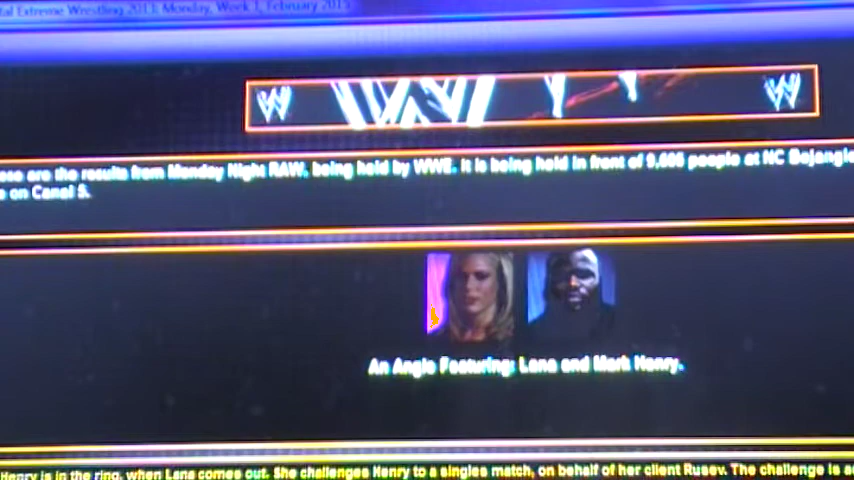 tal Extreme Wrestling 2013: Monday, Week 1, February 2015
W W
ese are the results from Monday Night RAW, being held by WWE. It is being held in front of 9,606 people at NC Bojangle
e on Canal 5.
An Angle Featuring: Lana and Mark Henry.
Henry is in the ring, when Lana comes out. She challenges Henry to a singles match, on behalf of her client Rusev. The challenge is a